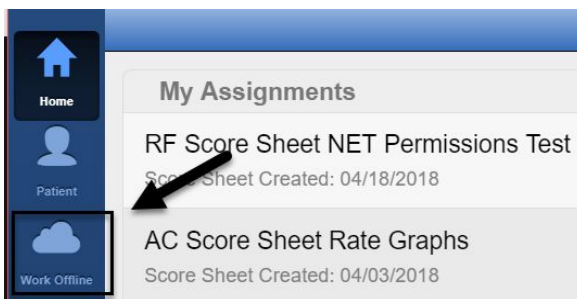 Home
Patient
Work Offline
My Assignments
RF Score Sheet NET Permissions Test
Score Sheet Created: 04/18/2018
AC Score Sheet Rate Graphs
Score Sheet Created: 04/03/2018